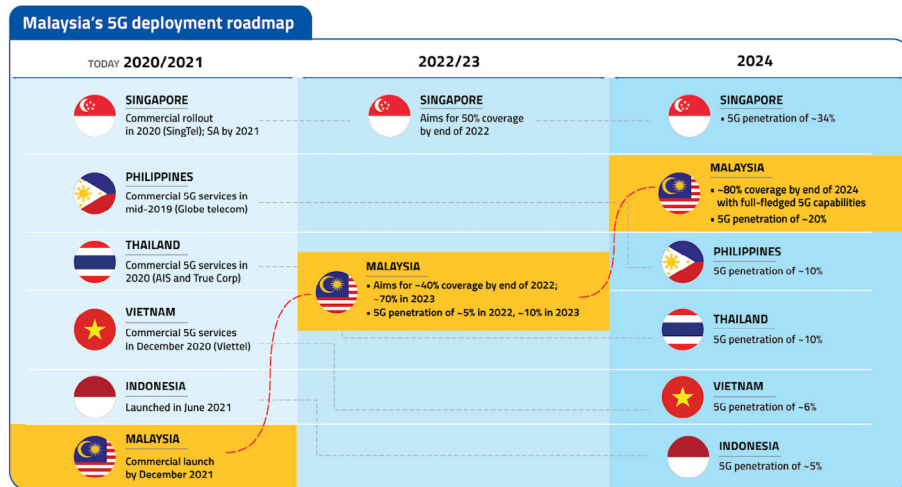 Malaysia's 5G deployment roadmap
TODAY 2020/2021
2022/23
2024
SINGAPORE
Commercial rollout
in 2020 (SingTel); SA by 2021
SINGAPORE
Aims for 50% coverage
by end of 2022
SINGAPORE
• 5G penetration of ~34%
PHILIPPINES
Commercial 5G services in
mid-2019 (Globe telecom)
MALAYSIA
• ~80% coverage by end of 2024
with full-fledged 5G capabilities
• 5G penetration of ~20%
THAILAND
Commercial 5G services in
2020 (AIS and True Corp)
MALAYSIA
• Aims for ~40% coverage by end of 2022;
~70% in 2023
• 5G penetration of ~5% in 2022, ~10% in 2023
PHILIPPINES
5G penetration of ~10%
VIETNAM
Commercial 5G services
in December 2020 (Viettel)
THAILAND
5G penetration of ~10%
INDONESIA
Launched in June 2021
VIETNAM
5G penetration of ~6%
MALAYSIA
Commercial launch
by December 2021
INDONESIA
5G penetration of ~5%